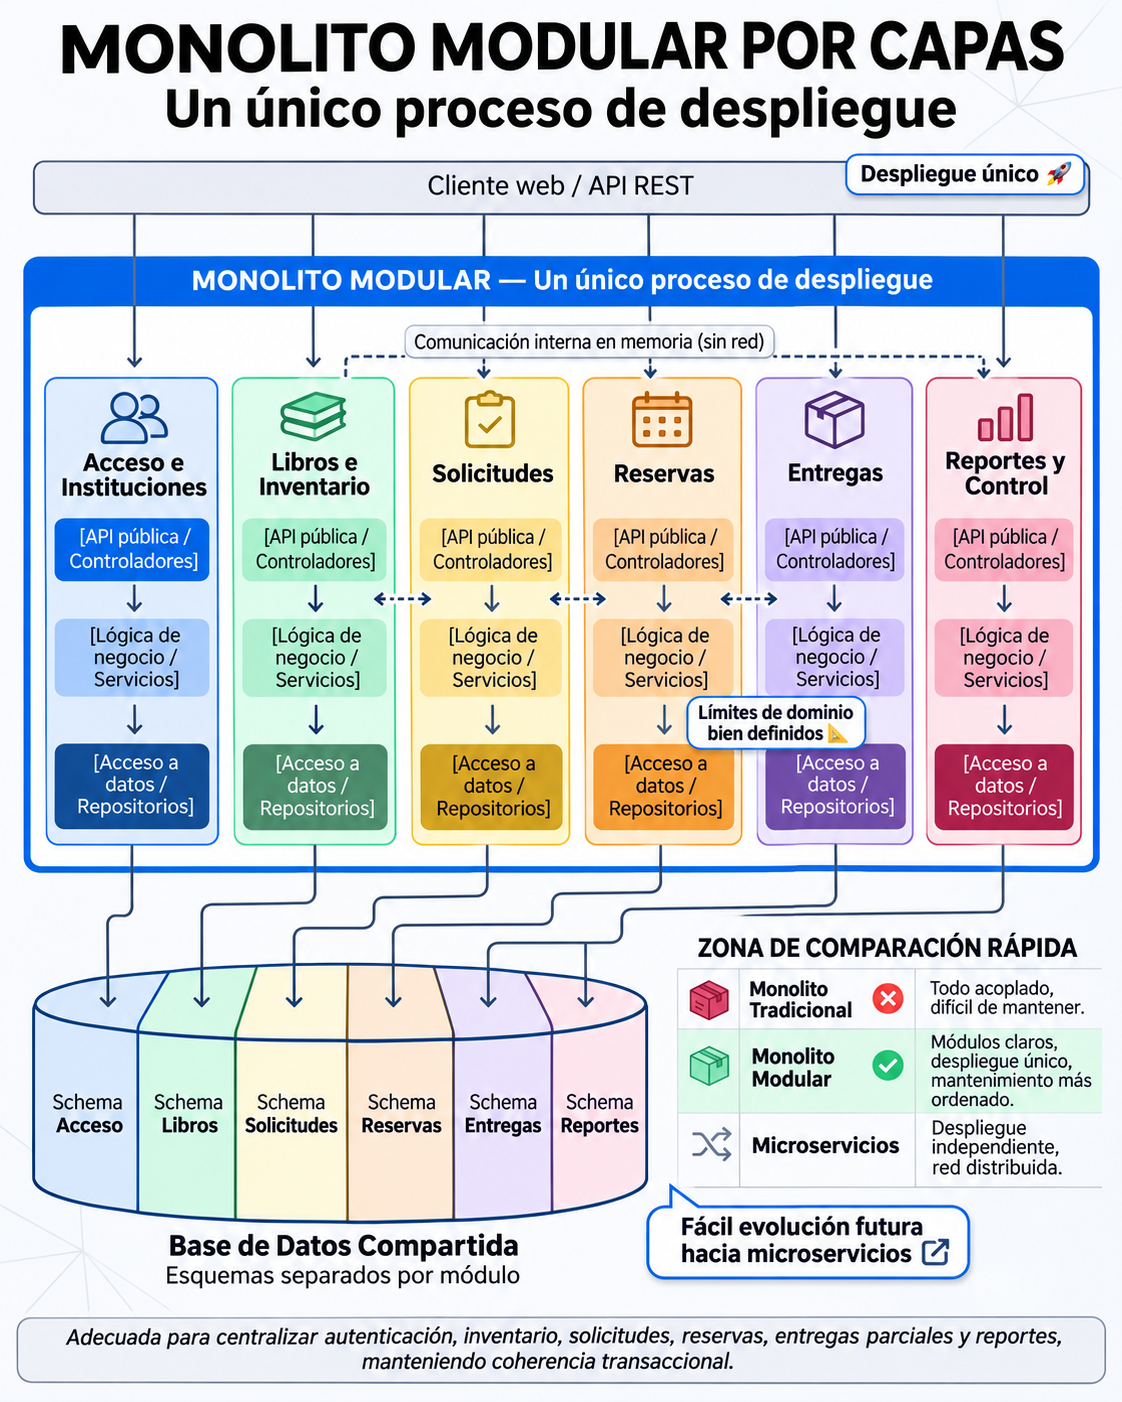 MONOLITO MODULAR POR CAPAS
Un único proceso de despliegue
Cliente web / API REST
Despliegue único
MONOLITO MODULAR — Un único proceso de despliegue
Comunicación interna en memoria (sin red)
Acceso e
Instituciones
[API pública /
Controladores]
[Lógica de
negocio /
Servicios]
[Acceso a
datos /
Repositorios]
Libros e
Inventario
[API pública /
Controladores]
[Lógica de
negocio /
Servicios]
[Acceso a
datos /
Repositorios]
Solicitudes
[API pública /
Controladores]
[Lógica de
negocio /
Servicios]
[Acceso a
datos /
Repositorios]
Reservas
[API pública /
Controladores]
[Lógica de
negocio /
Servicios]
[Acceso a
datos /
Repositorios]
Entregas
[API pública /
Controladores]
[Lógica de
negocio /
Servicios]
[Acceso a
datos /
Repositorios]
Reportes y
Control
[API pública /
Controladores]
[Lógica de
negocio /
Servicios]
[Acceso a
datos /
Repositorios]
Límites de dominio
bien definidos
Schema
Acceso
Schema
Libros
Schema
Solicitudes
Schema
Reservas
Schema
Entregas
Schema
Reportes
Base de Datos Compartida
Esquemas separados por módulo
ZONA DE COMPARACIÓN RÁPIDA
Monolito
Tradicional
Todo acoplado,
difícil de mantener.
Monolito
Modular
Módulos claros,
despliegue único,
mantenimiento más
ordenado.
Microservicios
Despliegue
independiente,
red distribuida.
Fácil evolución futura
hacia microservicios
Adecuada para centralizar autenticación, inventario, solicitudes, reservas, entregas parciales y reportes,
manteniendo coherencia transaccional.